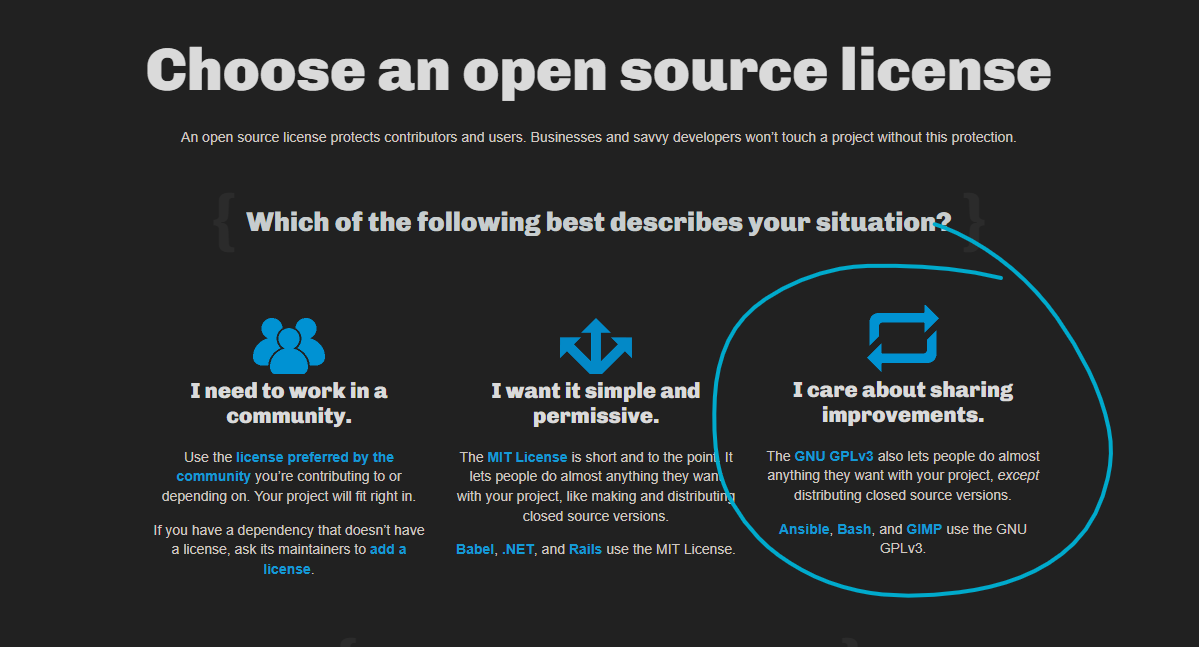 Choose an open source license
An open source license protects contributors and users. Businesses and savvy developers won’t touch a project without this protection.
{ Which of the following best describes your situation? }
I need to work in a
community.
Use the license preferred by the
community you’re contributing to or
depending on. Your project will fit right in.
If you have a dependency that doesn’t have
a license, ask its maintainers to add a
license.
I want it simple and
permissive.
The MIT License is short and to the point. It
lets people do almost anything they want
with your project, like making and distributing
closed source versions.
Babel, .NET, and Rails use the MIT License.
I care about sharing
improvements.
The GNU GPLv3 also lets people do almost
anything they want with your project, except
distributing closed source versions.
Ansible, Bash, and GIMP use the GNU
GPLv3.